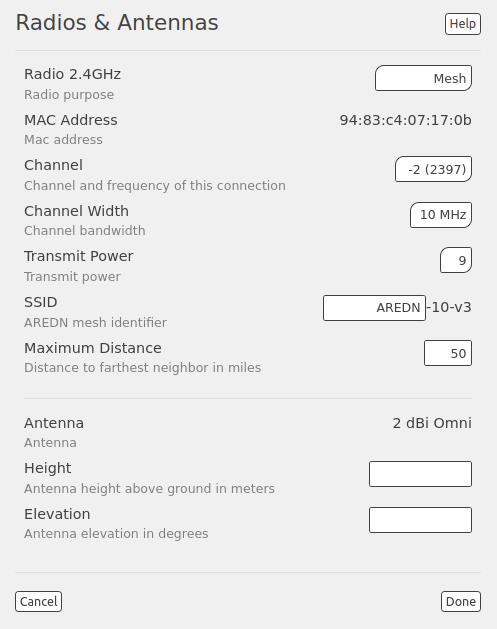 Radios & Antennas Help
Radio 2.4GHz Mesh
Radio purpose
MAC Address 94:83:c4:07:17:0b
Mac address
Channel -2 (2397)
Channel and frequency of this connection
Channel Width 10 MHz
Channel bandwidth
Transmit Power 9
Transmit power
SSID AREDN -10-v3
AREDN mesh identifier
Maximum Distance 50
Distance to farthest neighbor in miles
Antenna 2 dBi Omni
Antenna
Height
Antenna height above ground in meters
Elevation
Antenna elevation in degrees
Cancel Done